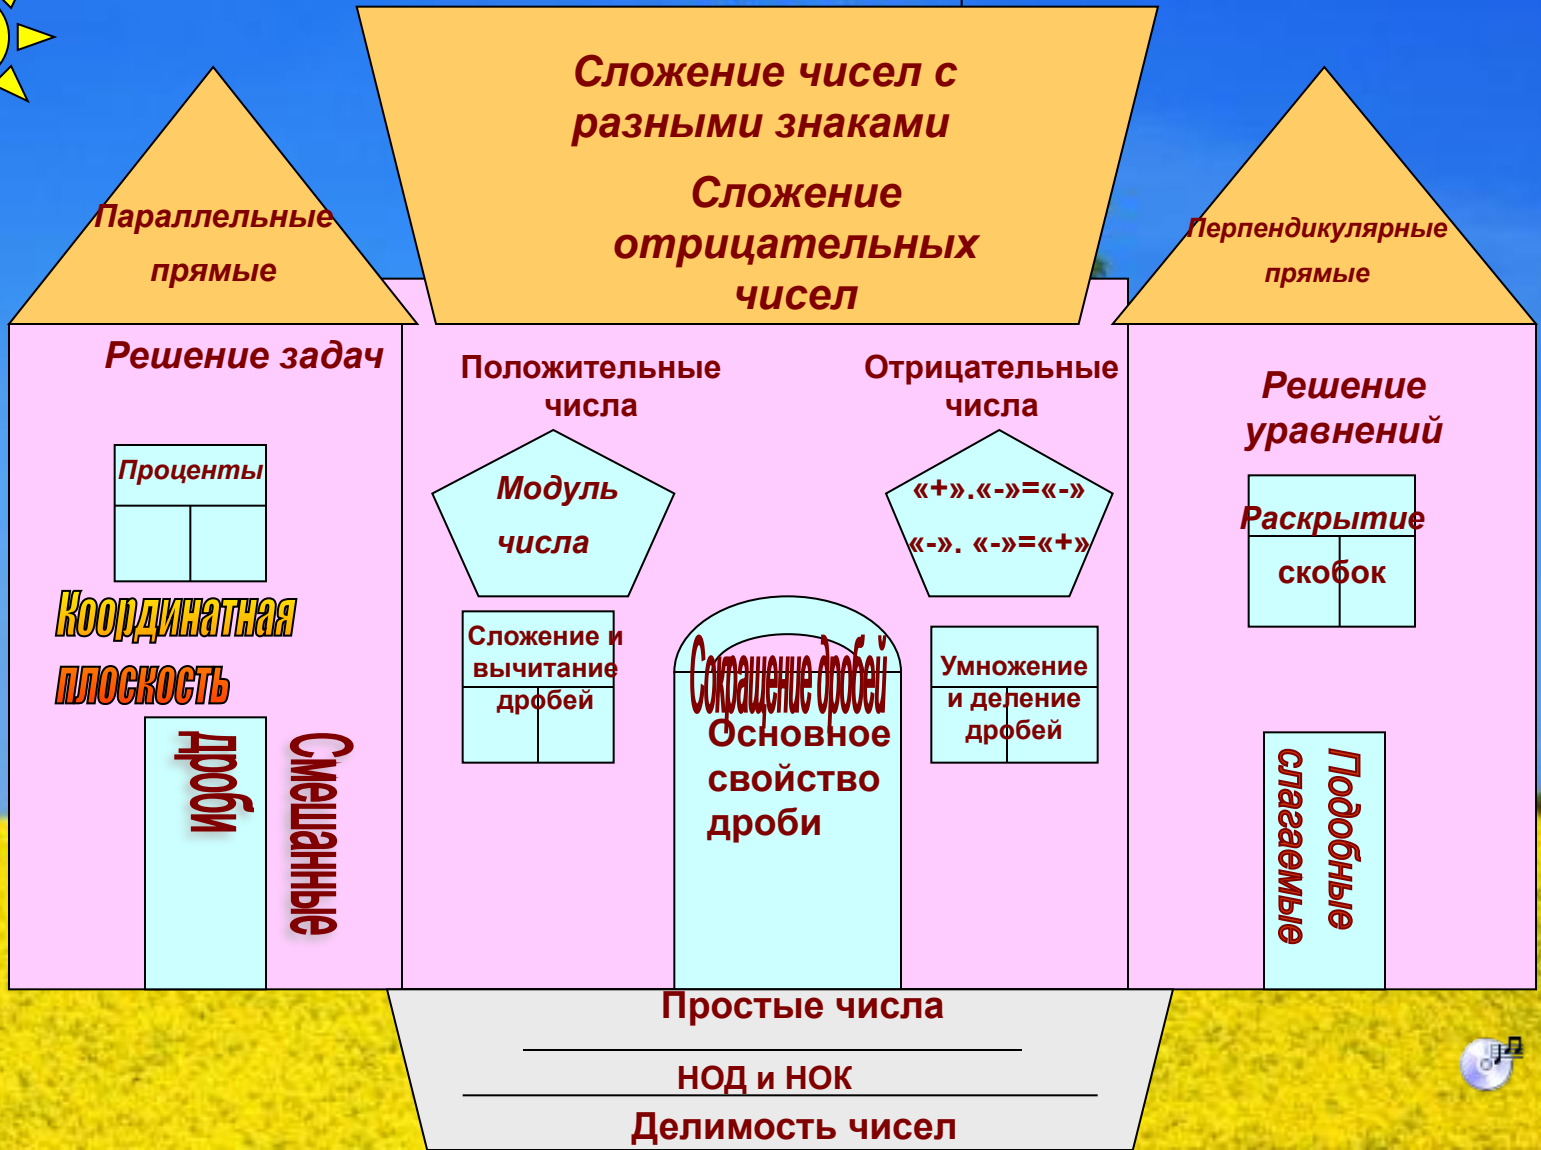 Сложение чисел с
разными знаками
Сложение
отрицательных
чисел
Параллельные
прямые
Перпендикулярные
прямые
Решение задач
Положительные
числа
Отрицательные
числа
Решение
уравнений
Проценты
Модуль
числа
«+».«-»=«-»
«-». «-»=«+»
Раскрытие
скобок
Координатная
плоскость
Сложение и
вычитание
дробей
Сокращение дробей
Основное
свойство
дроби
Умножение
и деление
дробей
Смешанные
дроби
Подобные
слагаемые
Простые числа
НОД и НОК
Делимость чисел